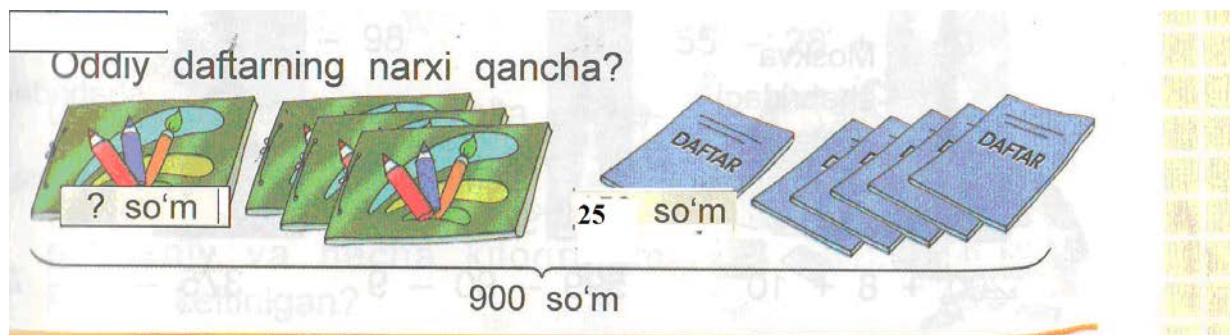 Oddiy daftarning narxi qancha?
DAFTAR
DAFTAR
? so‘m
25 so‘m
900 so‘m